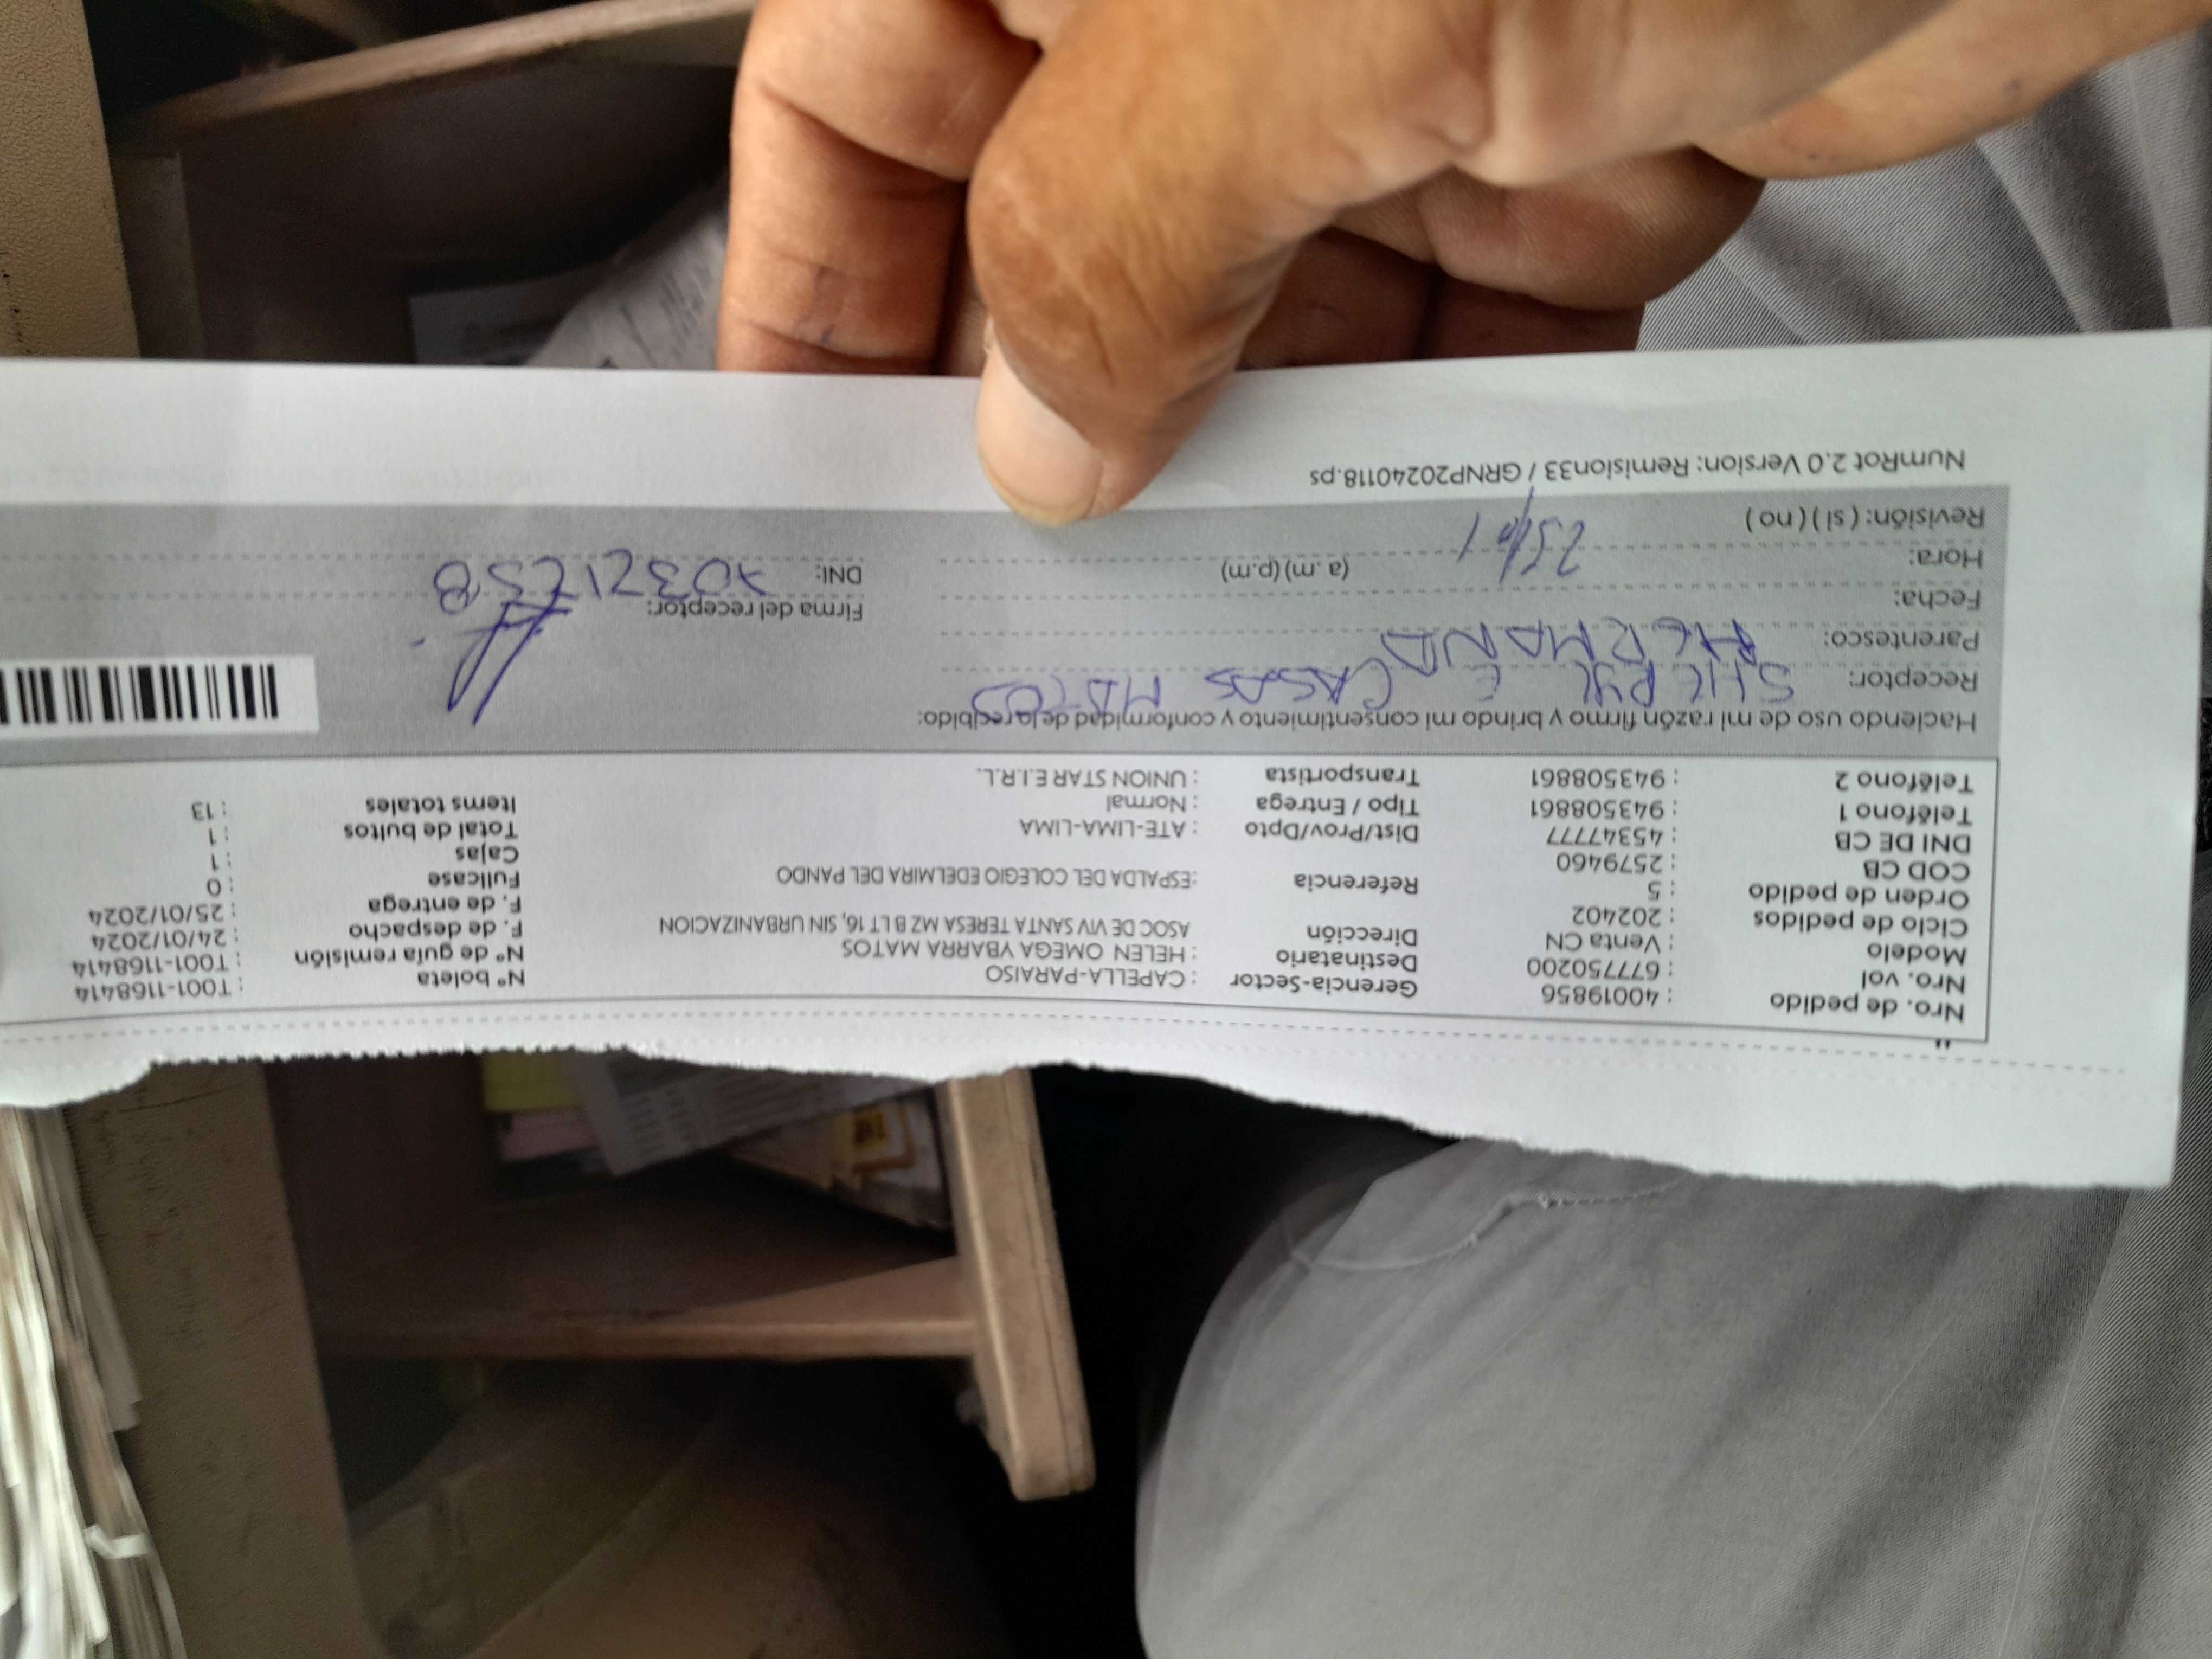 Nro. de pedido : 40019856 Gerencia-Sector : CAPELLA-PARAISO Nº boleta : T001-1168414
Nro. vol : 677750200 Destinatario : HELEN OMEGA YBARRA MATOS Nº de guía remisión : T001-1168414
Modelo : Venta CN Dirección ASOC DE VIV SANTA TERESA MZ B LT 16, SIN URBANIZACION F. de despacho : 24/01/2024
Ciclo de pedidos : 202402 F. de entrega : 25/01/2024
Orden de pedido : 5 Referencia :ESPALDA DEL COLEGIO EDELMIRA DEL PANDO Fullcase : 0
COD CB : 2579460 Cajas : 1
DNI DE CB : 45347777 Dist/Prov/Dpto : ATE-LIMA-LIMA Total de bultos : 1
Teléfono 1 : 943508861 Tipo / Entrega : Normal Items totales : 13
Teléfono 2 : 943508861 Transportista : UNION STAR E.I.R.L.
Haciendo uso de mi razón firmo y brindo mi consentimiento y conformidad de lo recibido:
Receptor: CASAS MATOS
Parentesco: HERMANA
Fecha: Firma del receptor:
Hora: (a.m) (p.m) DNI:
Revisión: ( si ) ( no )
NumRot 2.0 Version: Remision33 / GRNP20240118.ps